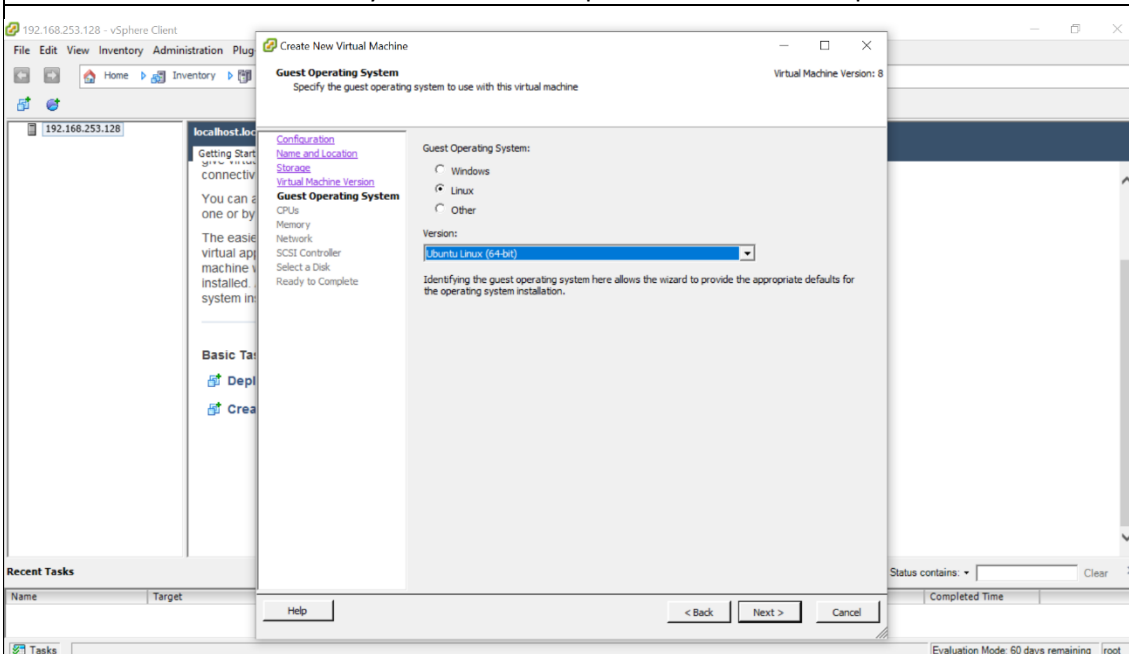 192.168.253.128 - vSphere Client
File Edit View Inventory Administration Plug
Home Inventory
192.168.253.128
localhost.loc
Getting Start
connectiv
You can a
one or by
The easie
virtual app
machine v
installed.
system ins
Basic Tas
Depl
Crea
Create New Virtual Machine
Guest Operating System
Specify the guest operating system to use with this virtual machine
Virtual Machine Version: 8
Configuration
Name and Location
Storage
Virtual Machine Version
Guest Operating System
CPUs
Memory
Network
SCSI Controller
Select a Disk
Ready to Complete
Guest Operating System:
Windows
Linux
Other
Version:
Ubuntu Linux (64-bit)
Identifying the guest operating system here allows the wizard to provide the appropriate defaults for
the operating system installation.
Help
< Back
Next >
Cancel
Recent Tasks
Status contains:
Clear
Name
Target
Completed Time
Tasks
Evaluation Mode: 60 days remaining
root